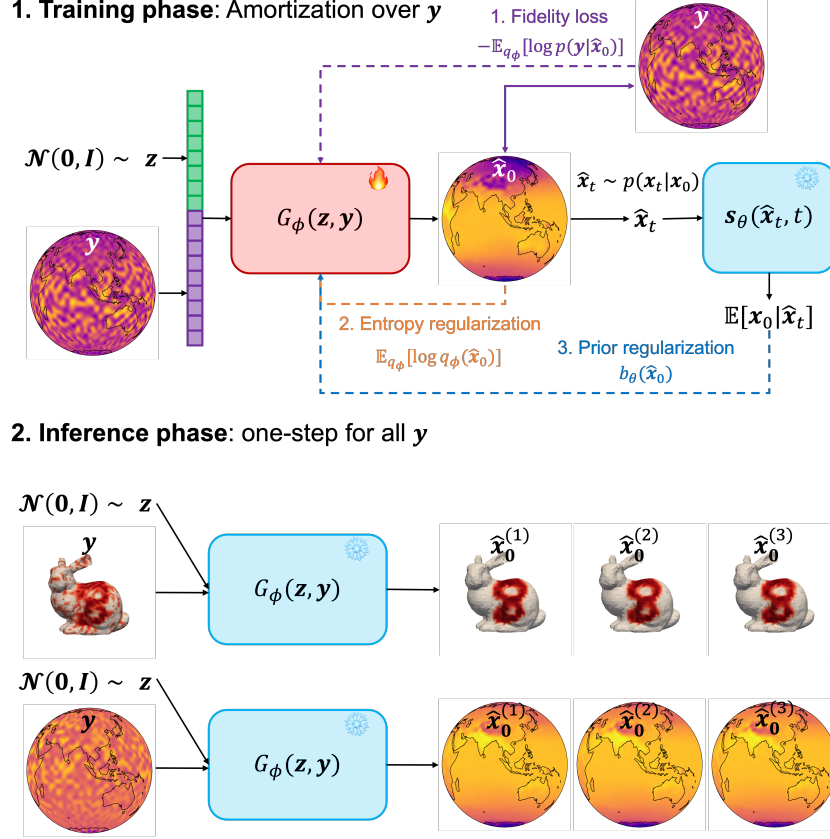 1. Training phase: Amortization over y
1. Fidelity loss
−𝔼_{q_ϕ}[log p(y|x̂₀)]
y
𝒩(0, I) ~ z
G_ϕ(z, y)
x̂₀
x̂_t ~ p(x_t|x₀)
x̂_t
s_θ(x̂_t, t)
y
2. Entropy regularization
𝔼_{q_ϕ}[log q_ϕ(x̂₀)]
𝔼[x₀|x̂_t]
3. Prior regularization
b_θ(x̂₀)
2. Inference phase: one-step for all y
𝒩(0, I) ~ z
y
G_ϕ(z, y)
x̂₀^(1)
x̂₀^(2)
x̂₀^(3)
𝒩(0, I) ~ z
y
G_ϕ(z, y)
x̂₀^(1)
x̂₀^(2)
x̂₀^(3)